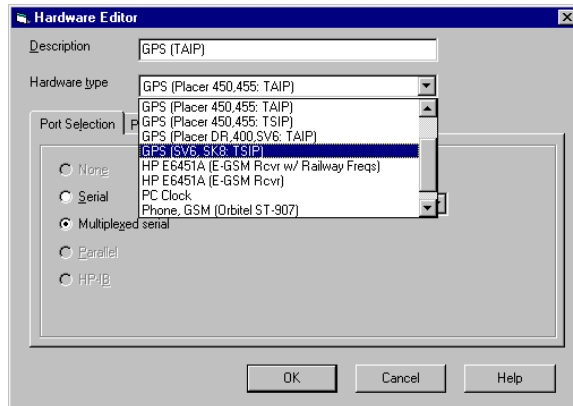 Hardware Editor
Description
GPS (TAIP)
Hardware type
GPS (Placer 450,455: TAIP)
GPS (Placer 450,455: TAIP)
GPS (Placer 450,455: TSIP)
GPS (Placer DR,400,SV6: TAIP)
GPS (SV6, SK8: TSIP)
HP E6451A (E-GSM Rcvr w/ Railway Freqs)
HP E6451A (E-GSM Rcvr)
PC Clock
Phone, GSM (Orbitel ST-907)
Port Selection
P
None
Serial
Multiplexed serial
Parallel
HP-IB
OK
Cancel
Help